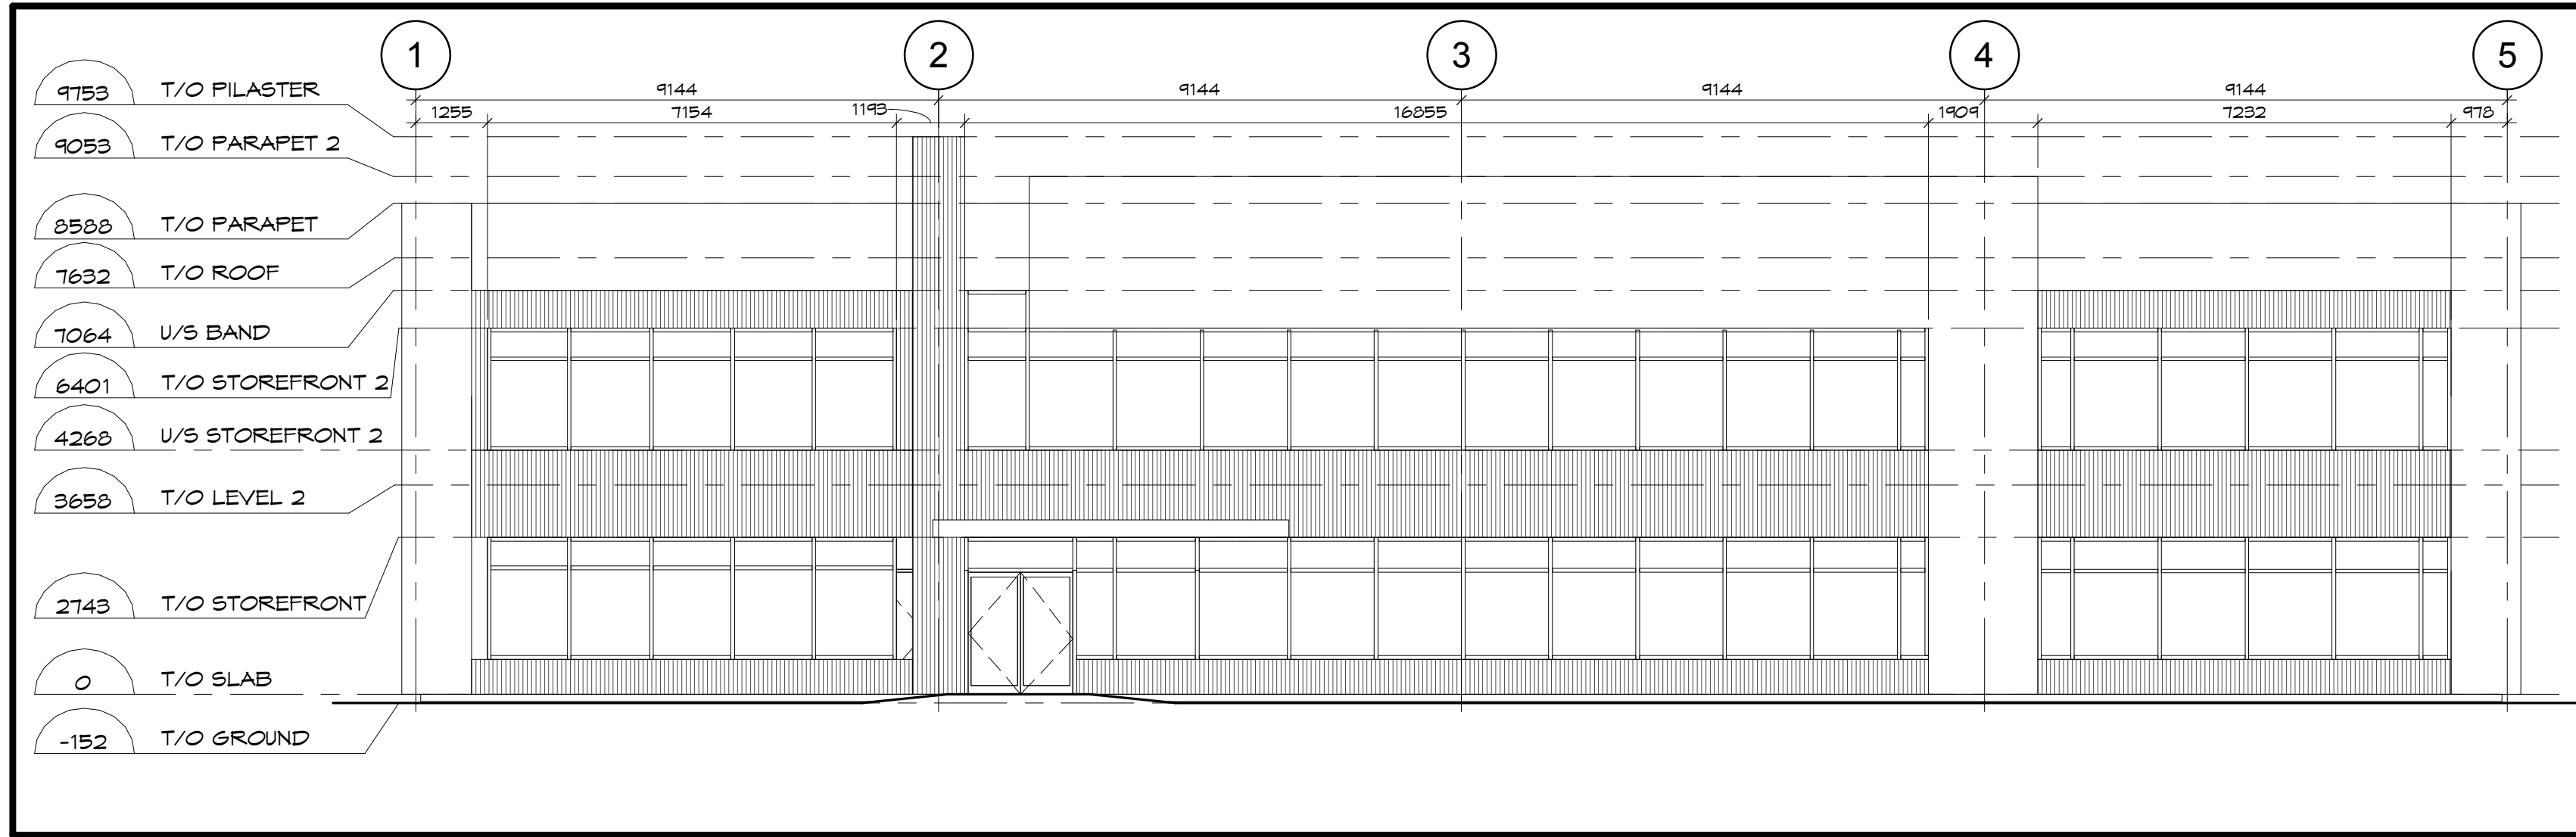 1 2 3 4 5
9144 9144 9144 9144
1255 7154 1193 16855 1909 7232 978
9753 T/O PILASTER
9053 T/O PARAPET 2
8588 T/O PARAPET
7632 T/O ROOF
7064 U/S BAND
6401 T/O STOREFRONT 2
4268 U/S STOREFRONT 2
3658 T/O LEVEL 2
2743 T/O STOREFRONT
0 T/O SLAB
-152 T/O GROUND